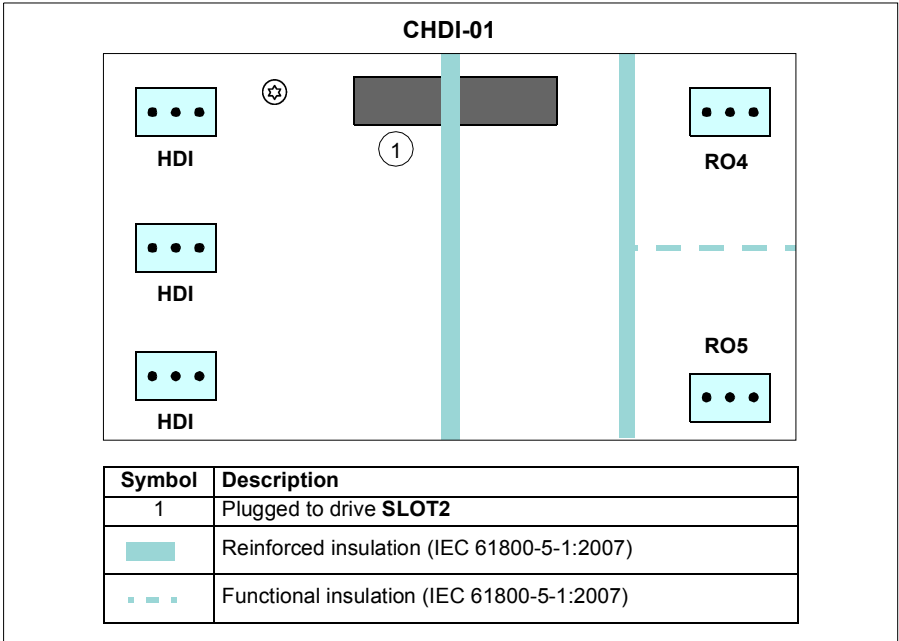 CHDI-01
HDI
1
RO4
HDI
RO5
HDI
Symbol Description
1 Plugged to drive SLOT2
Reinforced insulation (IEC 61800-5-1:2007)
Functional insulation (IEC 61800-5-1:2007)